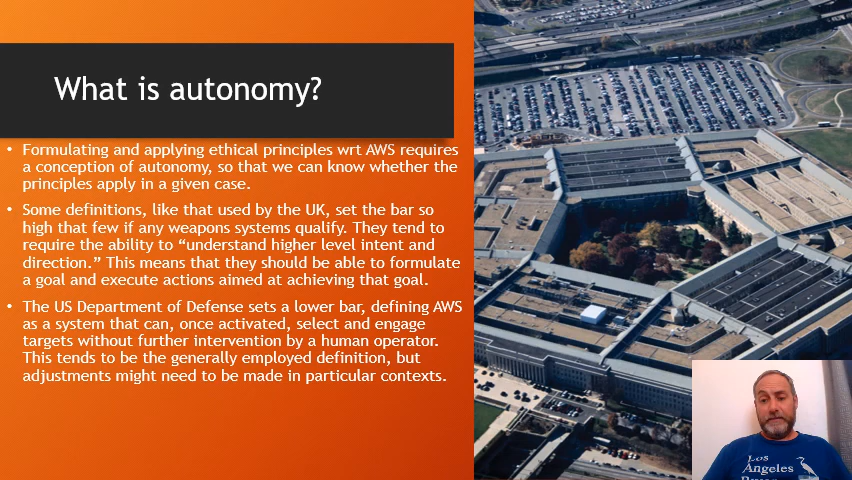 What is autonomy?
• Formulating and applying ethical principles wrt AWS requires
a conception of autonomy, so that we can know whether the
principles apply in a given case.
• Some definitions, like that used by the UK, set the bar so
high that few if any weapons systems qualify. They tend to
require the ability to “understand higher level intent and
direction.” This means that they should be able to formulate
a goal and execute actions aimed at achieving that goal.
• The US Department of Defense sets a lower bar, defining AWS
as a system that can, once activated, select and engage
targets without further intervention by a human operator.
This tends to be the generally employed definition, but
adjustments might need to be made in particular contexts.
Los
Angeles